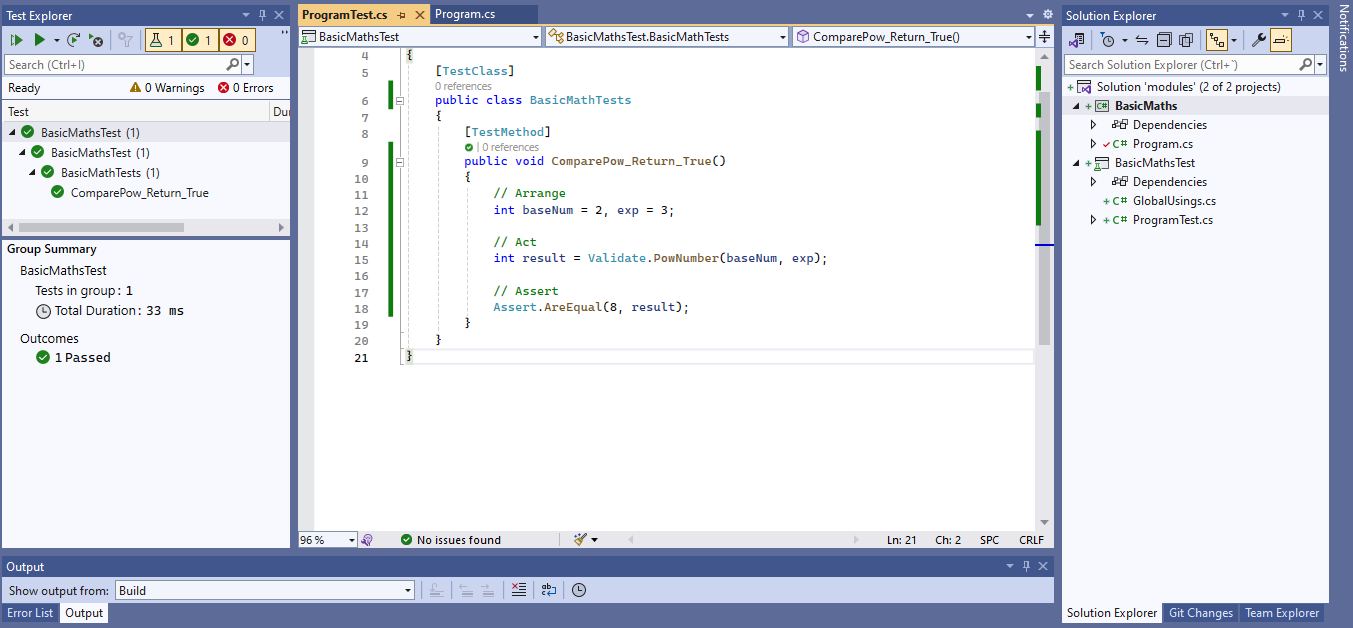 Test Explorer
1 1 0
Search (Ctrl+I)
Ready 0 Warnings 0 Errors
Test Du
BasicMathsTest (1)
BasicMathsTest (1)
BasicMathTests (1)
ComparePow_Return_True
Group Summary
BasicMathsTest
Tests in group: 1
Total Duration: 33 ms
Outcomes
1 Passed
ProgramTest.cs Program.cs
BasicMathsTest BasicMathsTest.BasicMathTests ComparePow_Return_True()
4 {
5 [TestClass]
0 references
6 public class BasicMathTests
7 {
8 [TestMethod]
| 0 references
9 public void ComparePow_Return_True()
10 {
11 // Arrange
12 int baseNum = 2, exp = 3;
13
14 // Act
15 int result = Validate.PowNumber(baseNum, exp);
16
17 // Assert
18 Assert.AreEqual(8, result);
19 }
20 }
21 }
96 % No issues found Ln: 21 Ch: 2 SPC CRLF
Solution Explorer
Search Solution Explorer (Ctrl+¨)
Solution 'modules' (2 of 2 projects)
C# BasicMaths
Dependencies
C# Program.cs
BasicMathsTest
Dependencies
C# GlobalUsings.cs
C# ProgramTest.cs
Solution Explorer Git Changes Team Explorer
Notifications
Output
Show output from: Build
Error List Output